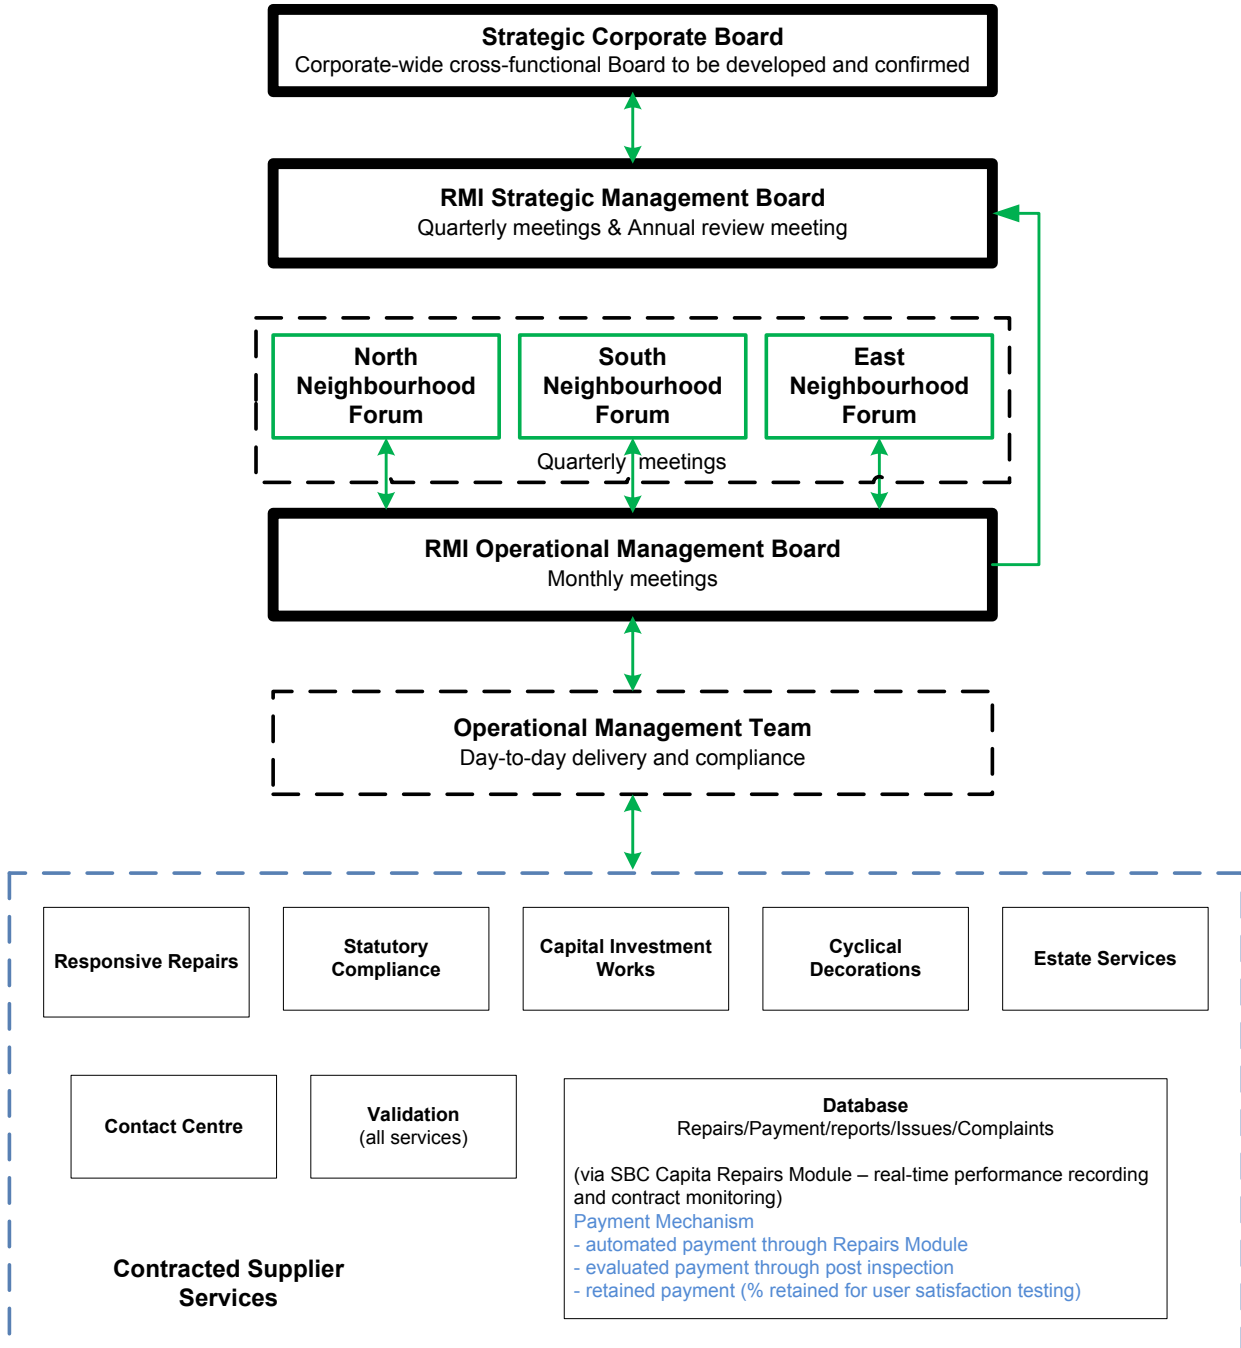 Strategic Corporate Board
Corporate-wide cross-functional Board to be developed and confirmed
RMI Strategic Management Board
Quarterly meetings & Annual review meeting
North
Neighbourhood
Forum
South
Neighbourhood
Forum
East
Neighbourhood
Forum
Quarterly meetings
RMI Operational Management Board
Monthly meetings
Operational Management Team
Day-to-day delivery and compliance
Responsive Repairs
Statutory
Compliance
Capital Investment
Works
Cyclical
Decorations
Estate Services
Contact Centre
Validation
(all services)
Database
Repairs/Payment/reports/Issues/Complaints
(via SBC Capita Repairs Module – real-time performance recording
and contract monitoring)
Payment Mechanism
- automated payment through Repairs Module
- evaluated payment through post inspection
- retained payment (% retained for user satisfaction testing)
Contracted Supplier
Services